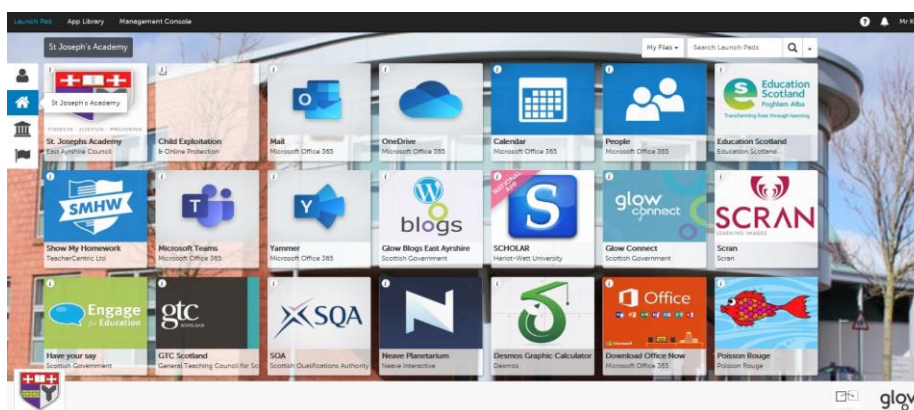 Launch Pad App Library Management Console Mr K
St Joseph's Academy My Files Search Launch Pads
St Joseph's Academy
FIDELIS JUSTUS PRUDENS
St. Josephs Academy
East Ayrshire Council
Child Exploitation
& Online Protection
Mail
Microsoft Office 365
OneDrive
Microsoft Office 365
Calendar
Microsoft Office 365
People
Microsoft Office 365
Education
Scotland
Foghlam Alba
Transforming lives through learning
Education Scotland
Education Scotland
SMHW
Show My Homework
TeacherCentric Ltd
T
Microsoft Teams
Microsoft Office 365
Y
Yammer
Microsoft Office 365
blogs
Glow Blogs East Ayrshire
Scottish Government
NATIONAL
APP
S
SCHOLAR
Heriot-Watt University
glow
connect
Glow Connect
Scottish Government
SCRAN
LEARNING IMAGES
Scran
Scran
Engage
for Education
Have your say
Scottish Government
gtc
SCOTLAND
GTC Scotland
General Teaching Council for Sc
SQA
SQA
Scottish Qualifications Authority
N
Neave Planetarium
Neave Interactive
Desmos Graphic Calculator
Desmos
Office
Microsoft
Download Office Now
Microsoft Office 365
Poisson Rouge
Poisson Rouge
glow